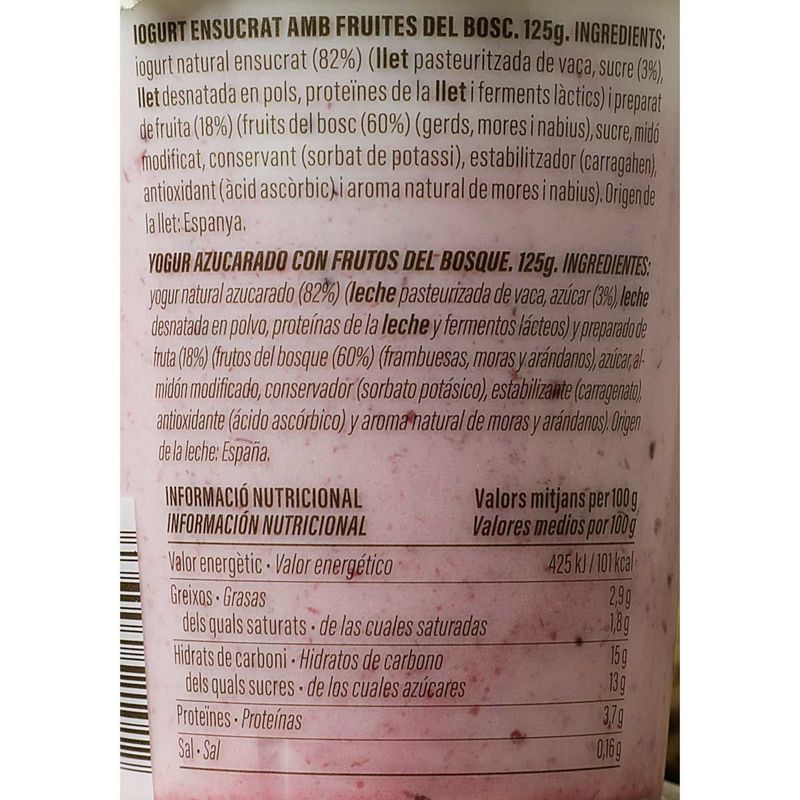 IOGURT ENSUCRAT AMB FRUITES DEL BOSC. 125g. INGREDIENTS:
iogurt natural ensucrat (82%) (llet pasteuritzada de vaca, sucre (3%),
llet desnatada en pols, proteïnes de la llet i ferments làctics) i preparat
de fruita (18%) (fruits del bosc (60%) (gerds, mores i nabius), sucre, midó
modificat, conservant (sorbat de potassi), estabilitzador (carragahen),
antioxidant (àcid ascòrbic) i aroma natural de mores i nabius). Origen de
la llet: Espanya.
YOGUR AZUCARADO CON FRUTOS DEL BOSQUE. 125g. INGREDIENTES:
yogur natural azucarado (82%) (leche pasteurizada de vaca, azúcar (3%), leche
desnatada en polvo, proteínas de la leche y fermentos lácteos) y preparado de
fruta (18%) (frutos del bosque (60%) (frambuesas, moras y arándanos), azúcar, al-
midón modificado, conservador (sorbato potásico), estabilizante (carragenato),
antioxidante (ácido ascórbico) y aroma natural de moras y arándanos). Origen
de la leche: España.
INFORMACIÓ NUTRICIONAL Valors mitjans per 100 g
INFORMACIÓN NUTRICIONAL Valores medios por 100 g
Valor energètic · Valor energético 425 kJ / 101 kcal
Greixos · Grasas 2,9 g
dels quals saturats · de las cuales saturadas 1,8 g
Hidrats de carboni · Hidratos de carbono 15 g
dels quals sucres · de los cuales azúcares 13 g
Proteïnes · Proteínas 3,7 g
Sal · Sal 0,16 g